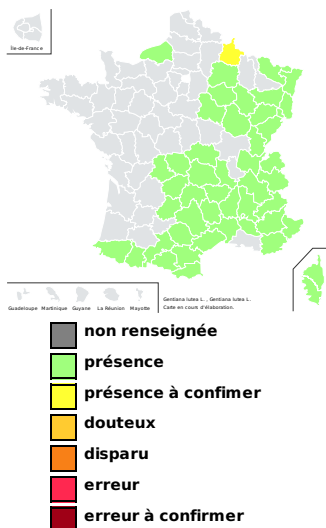 Île-de-France
Guadeloupe Martinique Guyane La Réunion Mayotte
Gentiana lutea L. , Gentiana lutea L.
Carte en cours d'élaboration.
non renseignée
présence
présence à confimer
douteux
disparu
erreur
erreur à confirmer